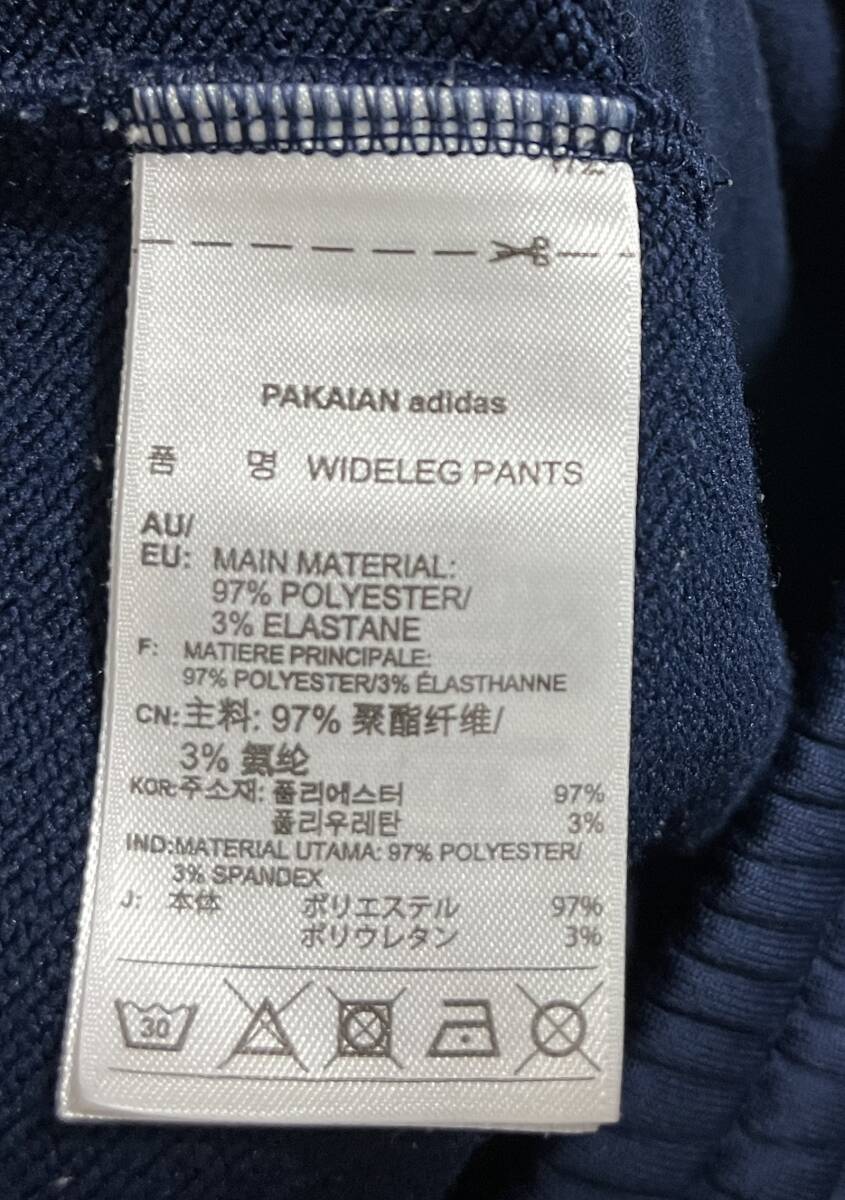 PAKAIAN adidas
품 명 WIDELEG PANTS
AU/
EU: MAIN MATERIAL:
97% POLYESTER/
3% ELASTANE
F: MATIERE PRINCIPALE:
97% POLYESTER/3% ÉLASTHANNE
CN:主料: 97% 聚酯纤维/
3% 氨纶
KOR:주소재: 폴리에스터 97%
폴리우레탄 3%
IND:MATERIAL UTAMA: 97% POLYESTER/
3% SPANDEX
J: 本体 ポリエステル 97%
ポリウレタン 3%
30